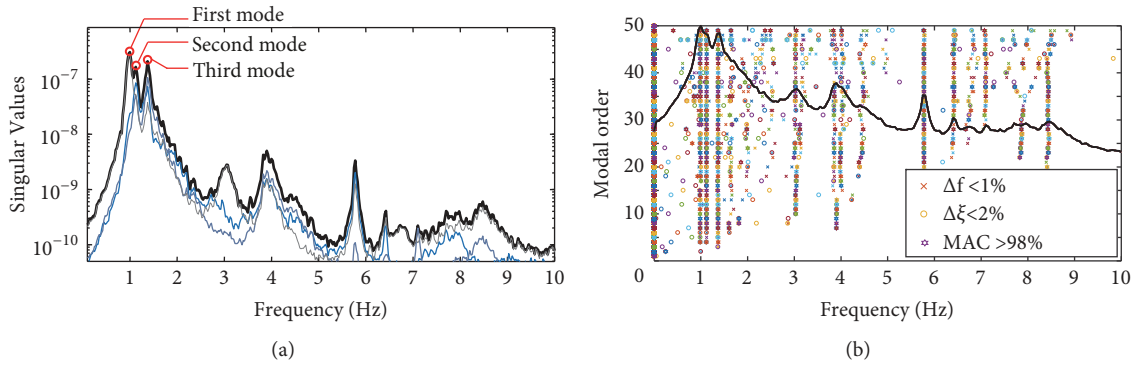 First mode
Second mode
Third mode
Singular Values
10⁻⁷
10⁻⁸
10⁻⁹
10⁻¹⁰
1 2 3 4 5 6 7 8 9 10
Frequency (Hz)
(a)
Modal order
50
40
30
20
10
0
0 1 2 3 4 5 6 7 8 9 10
Frequency (Hz)
Δf <1%
Δξ<2%
MAC >98%
(b)